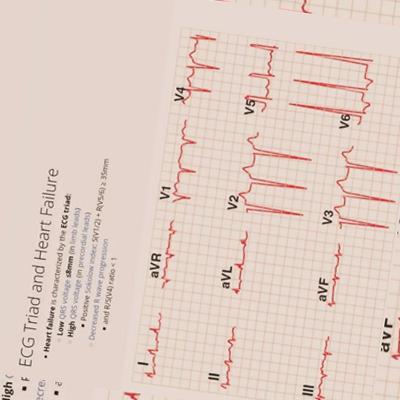 ECG Triad and Heart Failure
• Heart failure is characterized by the ECG triad:
Low QRS voltage ≤8mm (in limb leads)
High QRS voltage (in precordial leads)
• Positive Sokolow index: S(V1/2) + R(V5/6) ≥ 35mm
Decreased R wave progression
• and R/S(V4) ratio <1
I
aVR
V1
V4
II
aVL
V2
V5
III
aVF
V3
V6